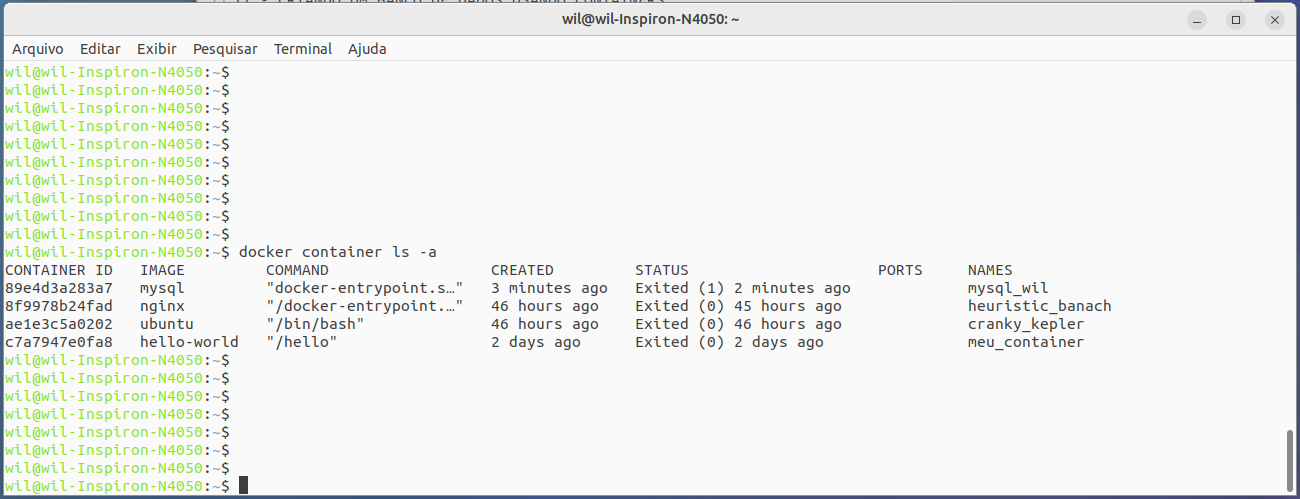 wil@wil-Inspiron-N4050: ~
Arquivo Editar Exibir Pesquisar Terminal Ajuda
wil@wil-Inspiron-N4050:~$
wil@wil-Inspiron-N4050:~$
wil@wil-Inspiron-N4050:~$
wil@wil-Inspiron-N4050:~$
wil@wil-Inspiron-N4050:~$
wil@wil-Inspiron-N4050:~$
wil@wil-Inspiron-N4050:~$
wil@wil-Inspiron-N4050:~$
wil@wil-Inspiron-N4050:~$
wil@wil-Inspiron-N4050:~$
wil@wil-Inspiron-N4050:~$ docker container ls -a
CONTAINER ID   IMAGE         COMMAND                  CREATED         STATUS                     PORTS     NAMES
89e4d3a283a7   mysql         "docker-entrypoint.s…"   3 minutes ago   Exited (1) 2 minutes ago             mysql_wil
8f9978b24fad   nginx         "/docker-entrypoint.…"   46 hours ago    Exited (0) 45 hours ago              heuristic_banach
ae1e3c5a0202   ubuntu        "/bin/bash"              46 hours ago    Exited (0) 46 hours ago              cranky_kepler
c7a7947e0fa8   hello-world   "/hello"                 2 days ago      Exited (0) 2 days ago                meu_container
wil@wil-Inspiron-N4050:~$
wil@wil-Inspiron-N4050:~$
wil@wil-Inspiron-N4050:~$
wil@wil-Inspiron-N4050:~$
wil@wil-Inspiron-N4050:~$
wil@wil-Inspiron-N4050:~$
wil@wil-Inspiron-N4050:~$
wil@wil-Inspiron-N4050:~$